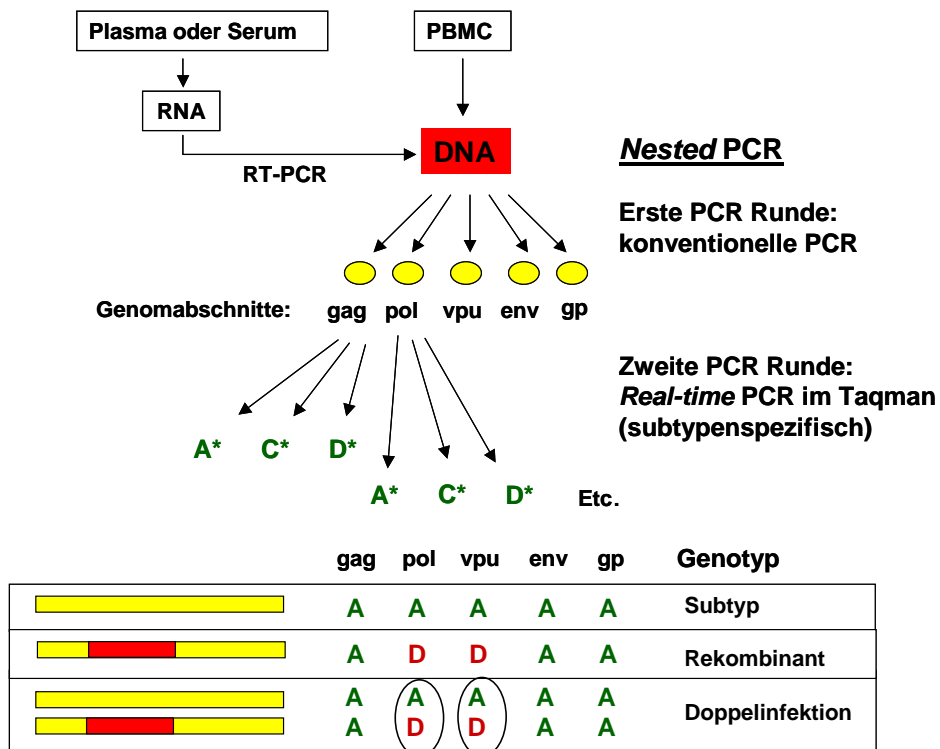 Plasma oder Serum
PBMC
RNA
DNA
RT-PCR
Nested PCR
Erste PCR Runde:
konventionelle PCR
Genomabschnitte: gag pol vpu env gp
Zweite PCR Runde:
Real-time PCR im Taqman
(subtypenspezifisch)
A* C* D*
A* C* D* Etc.
gag pol vpu env gp Genotyp
A A A A A Subtyp
A D D A A Rekombinant
A A A A A
Doppelinfektion
A D D A A